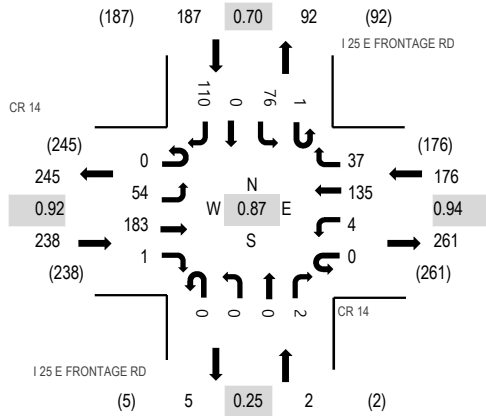 (187) 187 0.70 92 (92)
I 25 E FRONTAGE RD
110 0 76 1
CR 14
(245) (176)
0 37
245 176
54 N 135
0.92 W 0.87 E 0.94
183 4
238 S 261
1 0
(238) (261)
0 0 0 2
CR 14
I 25 E FRONTAGE RD
(5) 5 0.25 2 (2)